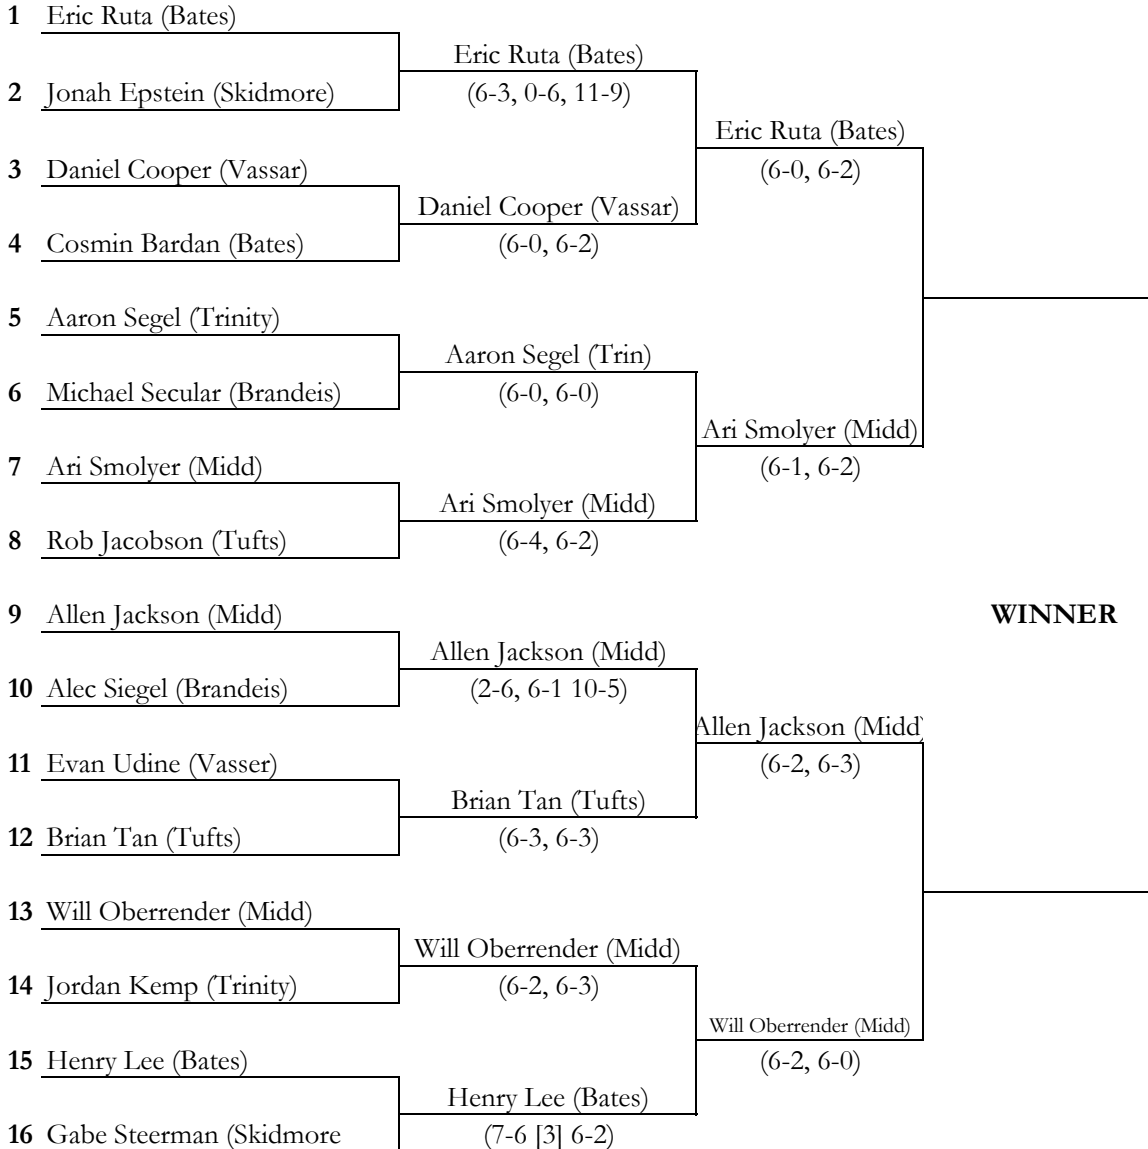 1 Eric Ruta (Bates)
Eric Ruta (Bates)
2 Jonah Epstein (Skidmore)
(6-3, 0-6, 11-9)
Eric Ruta (Bates)
3 Daniel Cooper (Vassar)
(6-0, 6-2)
Daniel Cooper (Vassar)
4 Cosmin Bardan (Bates)
(6-0, 6-2)
5 Aaron Segel (Trinity)
Aaron Segel (Trin)
6 Michael Secular (Brandeis)
(6-0, 6-0)
Ari Smolyer (Midd)
7 Ari Smolyer (Midd)
(6-1, 6-2)
Ari Smolyer (Midd)
8 Rob Jacobson (Tufts)
(6-4, 6-2)
9 Allen Jackson (Midd)
WINNER
Allen Jackson (Midd)
10 Alec Siegel (Brandeis)
(2-6, 6-1 10-5)
Allen Jackson (Midd)
11 Evan Udine (Vasser)
(6-2, 6-3)
Brian Tan (Tufts)
12 Brian Tan (Tufts)
(6-3, 6-3)
13 Will Oberrender (Midd)
Will Oberrender (Midd)
14 Jordan Kemp (Trinity)
(6-2, 6-3)
Will Oberrender (Midd)
15 Henry Lee (Bates)
(6-2, 6-0)
Henry Lee (Bates)
16 Gabe Steerman (Skidmore
(7-6 [3] 6-2)